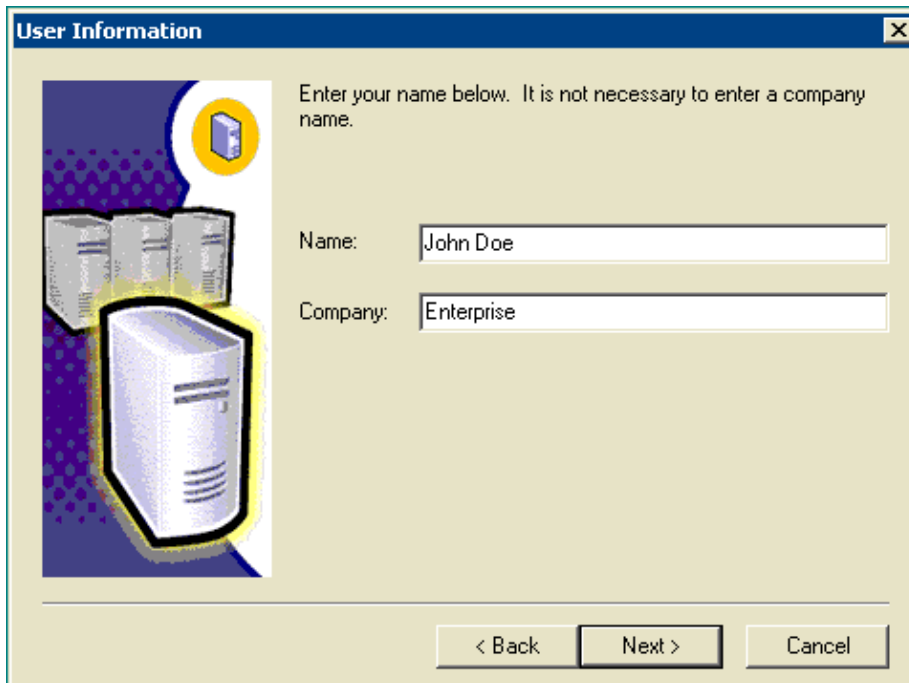 User Information
Enter your name below.  It is not necessary to enter a company
name.
Name:
John Doe
Company:
Enterprise
< Back
Next >
Cancel